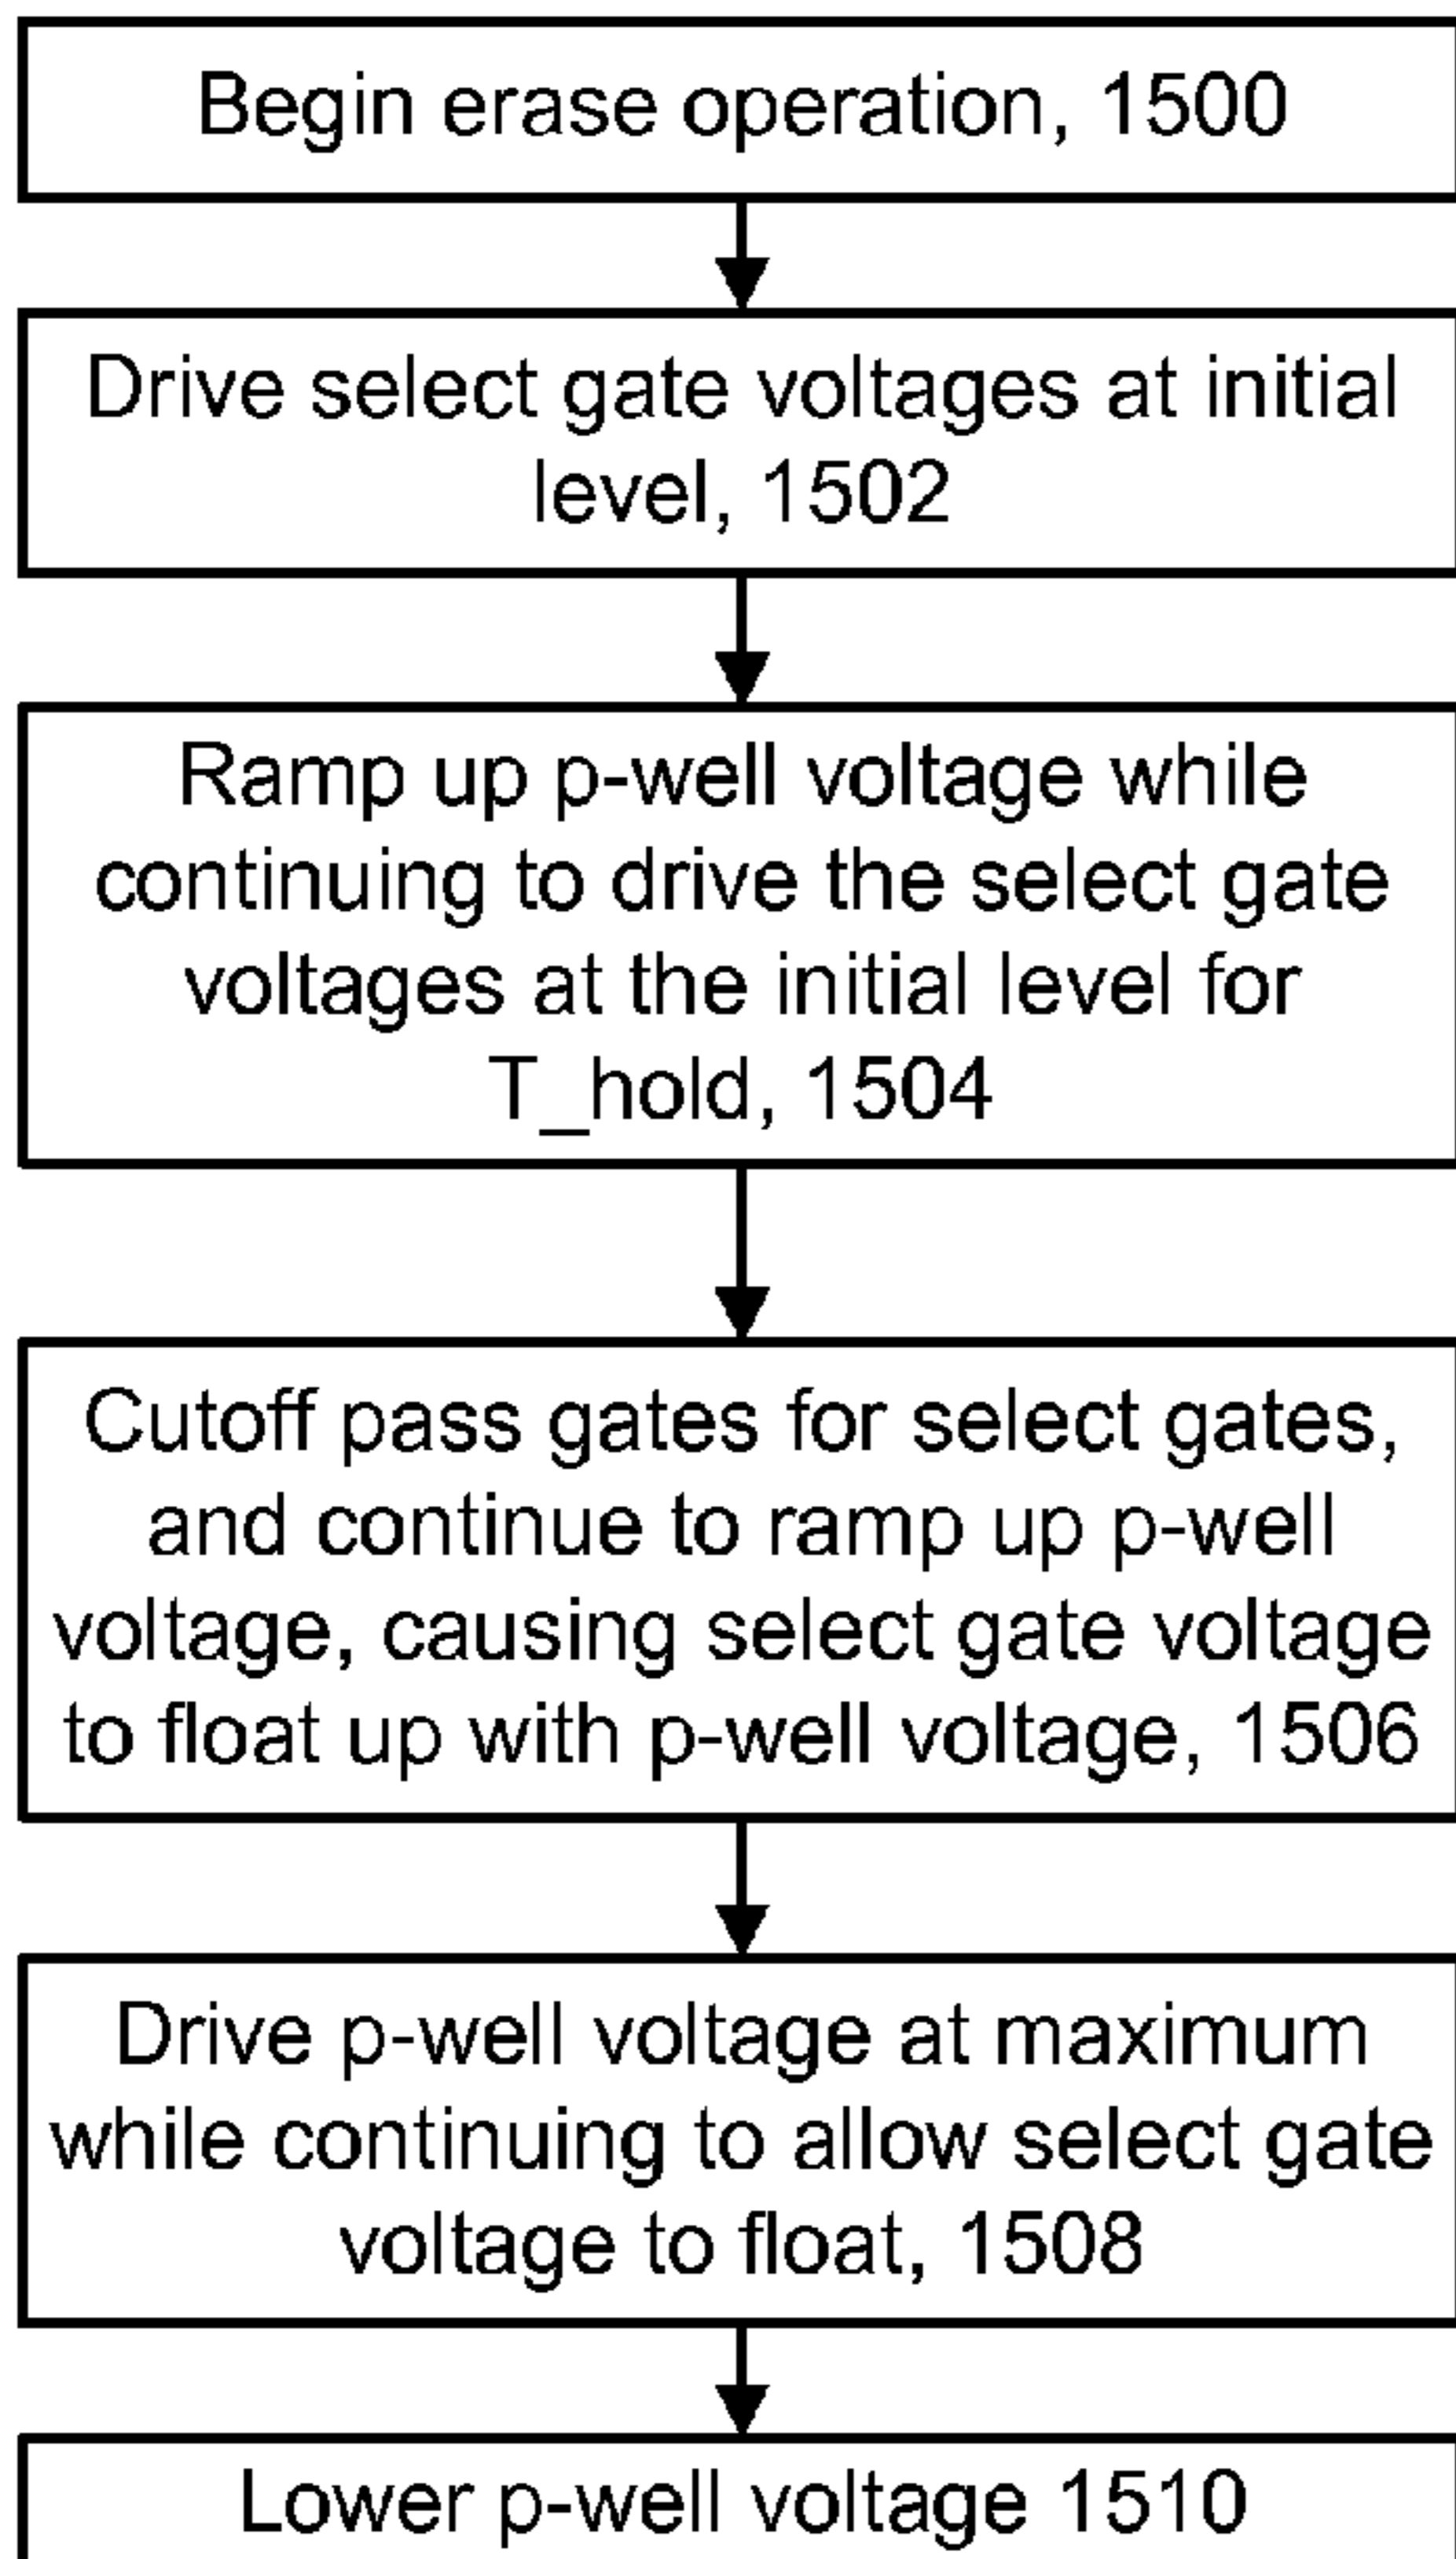 Begin erase operation, 1500
Drive select gate voltages at initial
level, 1502
Ramp up p-well voltage while
continuing to drive the select gate
voltages at the initial level for
T_hold, 1504
Cutoff pass gates for select gates,
and continue to ramp up p-well
voltage, causing select gate voltage
to float up with p-well voltage, 1506
Drive p-well voltage at maximum
while continuing to allow select gate
voltage to float, 1508
Lower p-well voltage 1510